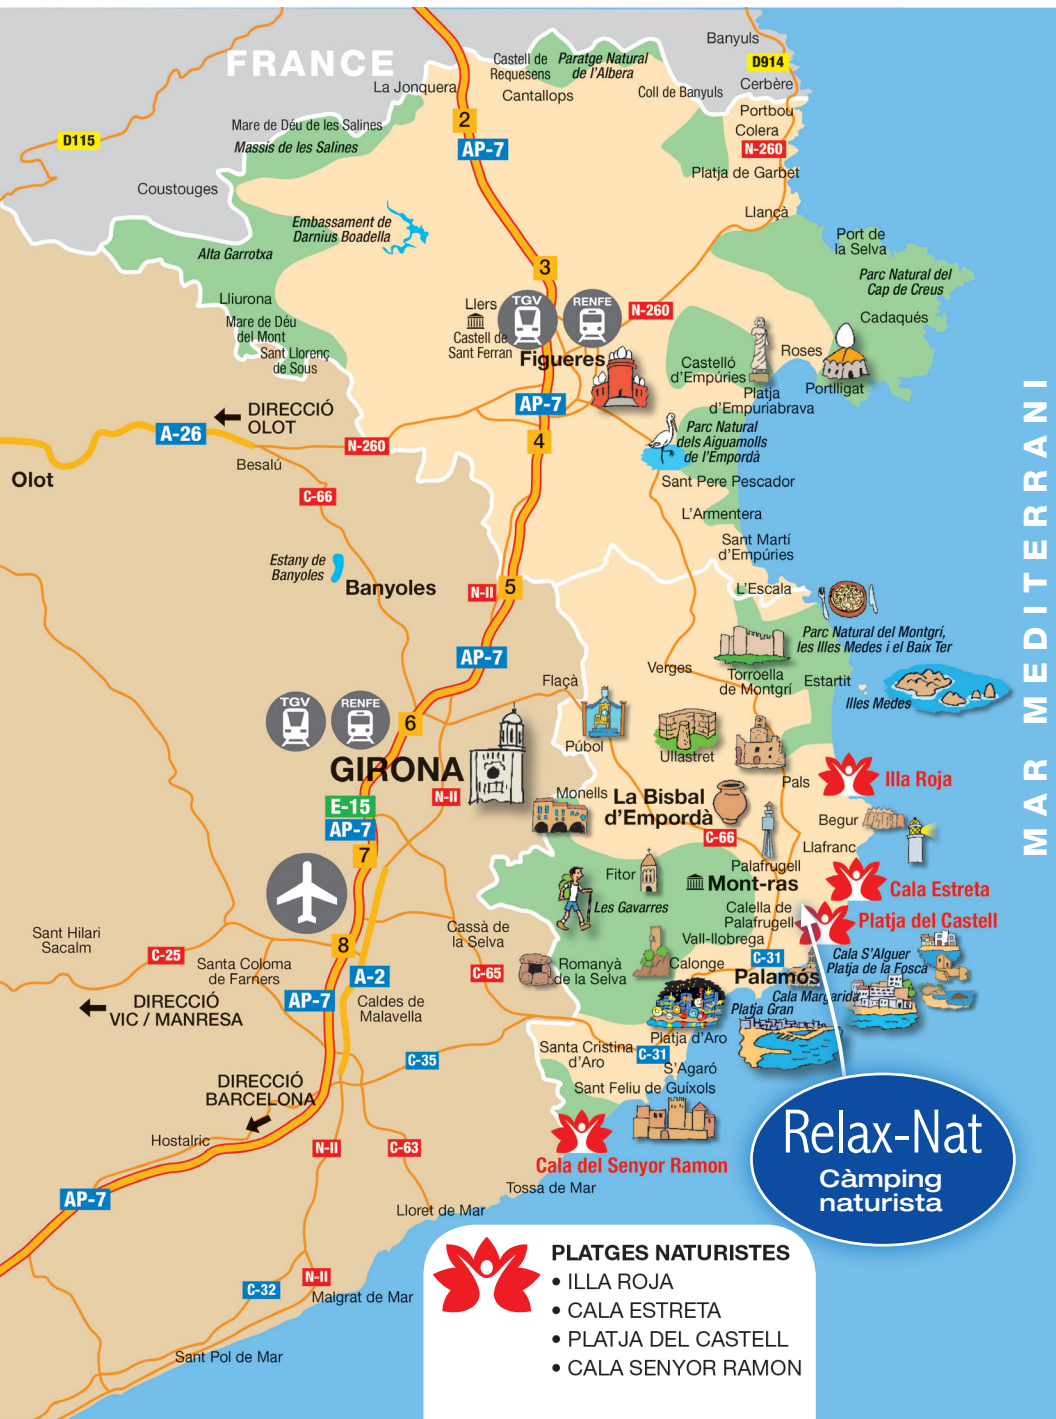 Banyuls
FRANCE
Castell de
Requesens
Paratge Natural
de l'Albera
D914
Cerbère
La Jonquera
Cantallops
Coll de Banyuls
Portbou
Colera
N-260
2
AP-7
Mare de Déu de les Salines
Massís de les Salines
D115
Platja de Garbet
Coustouges
Llançà
Embassament de
Darnius Boadella
Port de
la Selva
Alta Garrotxa
Parc Natural del
Cap de Creus
3
Lliurona
Llers
TGV
RENFE
N-260
Cadaqués
Mare de Déu
del Mont
Castell de
Sant Ferran
Sant Llorenç
de Sous
Figueres
Roses
Castelló
d'Empúries
Portlligat
Platja
d'Empuriabrava
AP-7
DIRECCIÓ
OLOT
A-26
N-260
4
Parc Natural
dels Aiguamolls
de l'Empordà
Besalú
Olot
C-66
Sant Pere Pescador
L'Armentera
Sant Martí
d'Empúries
MAR MEDITERRANI
Estany de
Banyoles
Banyoles
N-II
5
L'Escala
Parc Natural del Montgrí,
les Illes Medes i el Baix Ter
AP-7
Verges
Torroella
de Montgrí
Estartit
Flaçà
Illes Medes
TGV
RENFE
6
Púbol
Ullastret
GIRONA
Pals
Illa Roja
N-II
Monells
La Bisbal
d'Empordà
E-15
AP-7
Begur
C-66
7
Llafranc
Palafrugell
Fitor
Mont-ras
Cala Estreta
Les Gavarres
Calella de
Palafrugell
Platja del Castell
Sant Hilari
Sacalm
Cassà de
la Selva
Vall-llobrega
8
C-25
Santa Coloma
de Farners
C-31
Cala S'Alguer
Platja de la Fosca
A-2
C-65
Romanyà
de la Selva
Calonge
Palamós
DIRECCIÓ
VIC / MANRESA
AP-7
Caldes de
Malavella
Cala Margarida
Platja Gran
Platja d'Aro
Santa Cristina
d'Aro
C-31
C-35
S'Agaró
DIRECCIÓ
BARCELONA
Sant Feliu de Guíxols
Hostalric
N-II
C-63
Relax-Nat
Càmping
naturista
Cala del Senyor Ramon
AP-7
Tossa de Mar
Lloret de Mar
PLATGES NATURISTES
• ILLA ROJA
• CALA ESTRETA
• PLATJA DEL CASTELL
• CALA SENYOR RAMON
C-32
N-II
Malgrat de Mar
Sant Pol de Mar